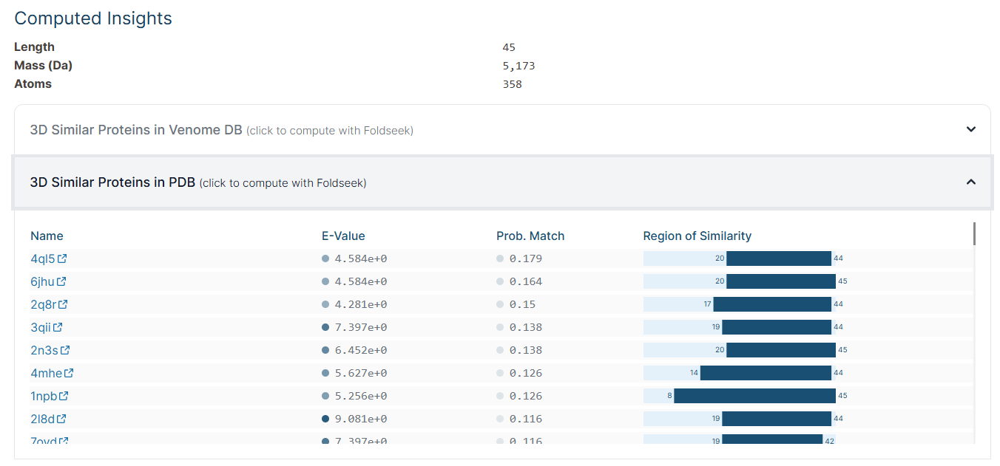 Computed Insights
Length 45
Mass (Da) 5,173
Atoms 358
3D Similar Proteins in Venome DB (click to compute with Foldseek)
3D Similar Proteins in PDB (click to compute with Foldseek)
Name E-Value Prob. Match Region of Similarity
4ql5 4.584e+0 0.179 20 44
6jhu 4.584e+0 0.164 20 45
2q8r 4.281e+0 0.15 17 44
3qii 7.397e+0 0.138 19 44
2n3s 6.452e+0 0.138 20 45
4mhe 5.627e+0 0.126 14 44
1npb 5.256e+0 0.126 8 45
2l8d 9.081e+0 0.116 19 44
7.397e+0 0.116 19 42